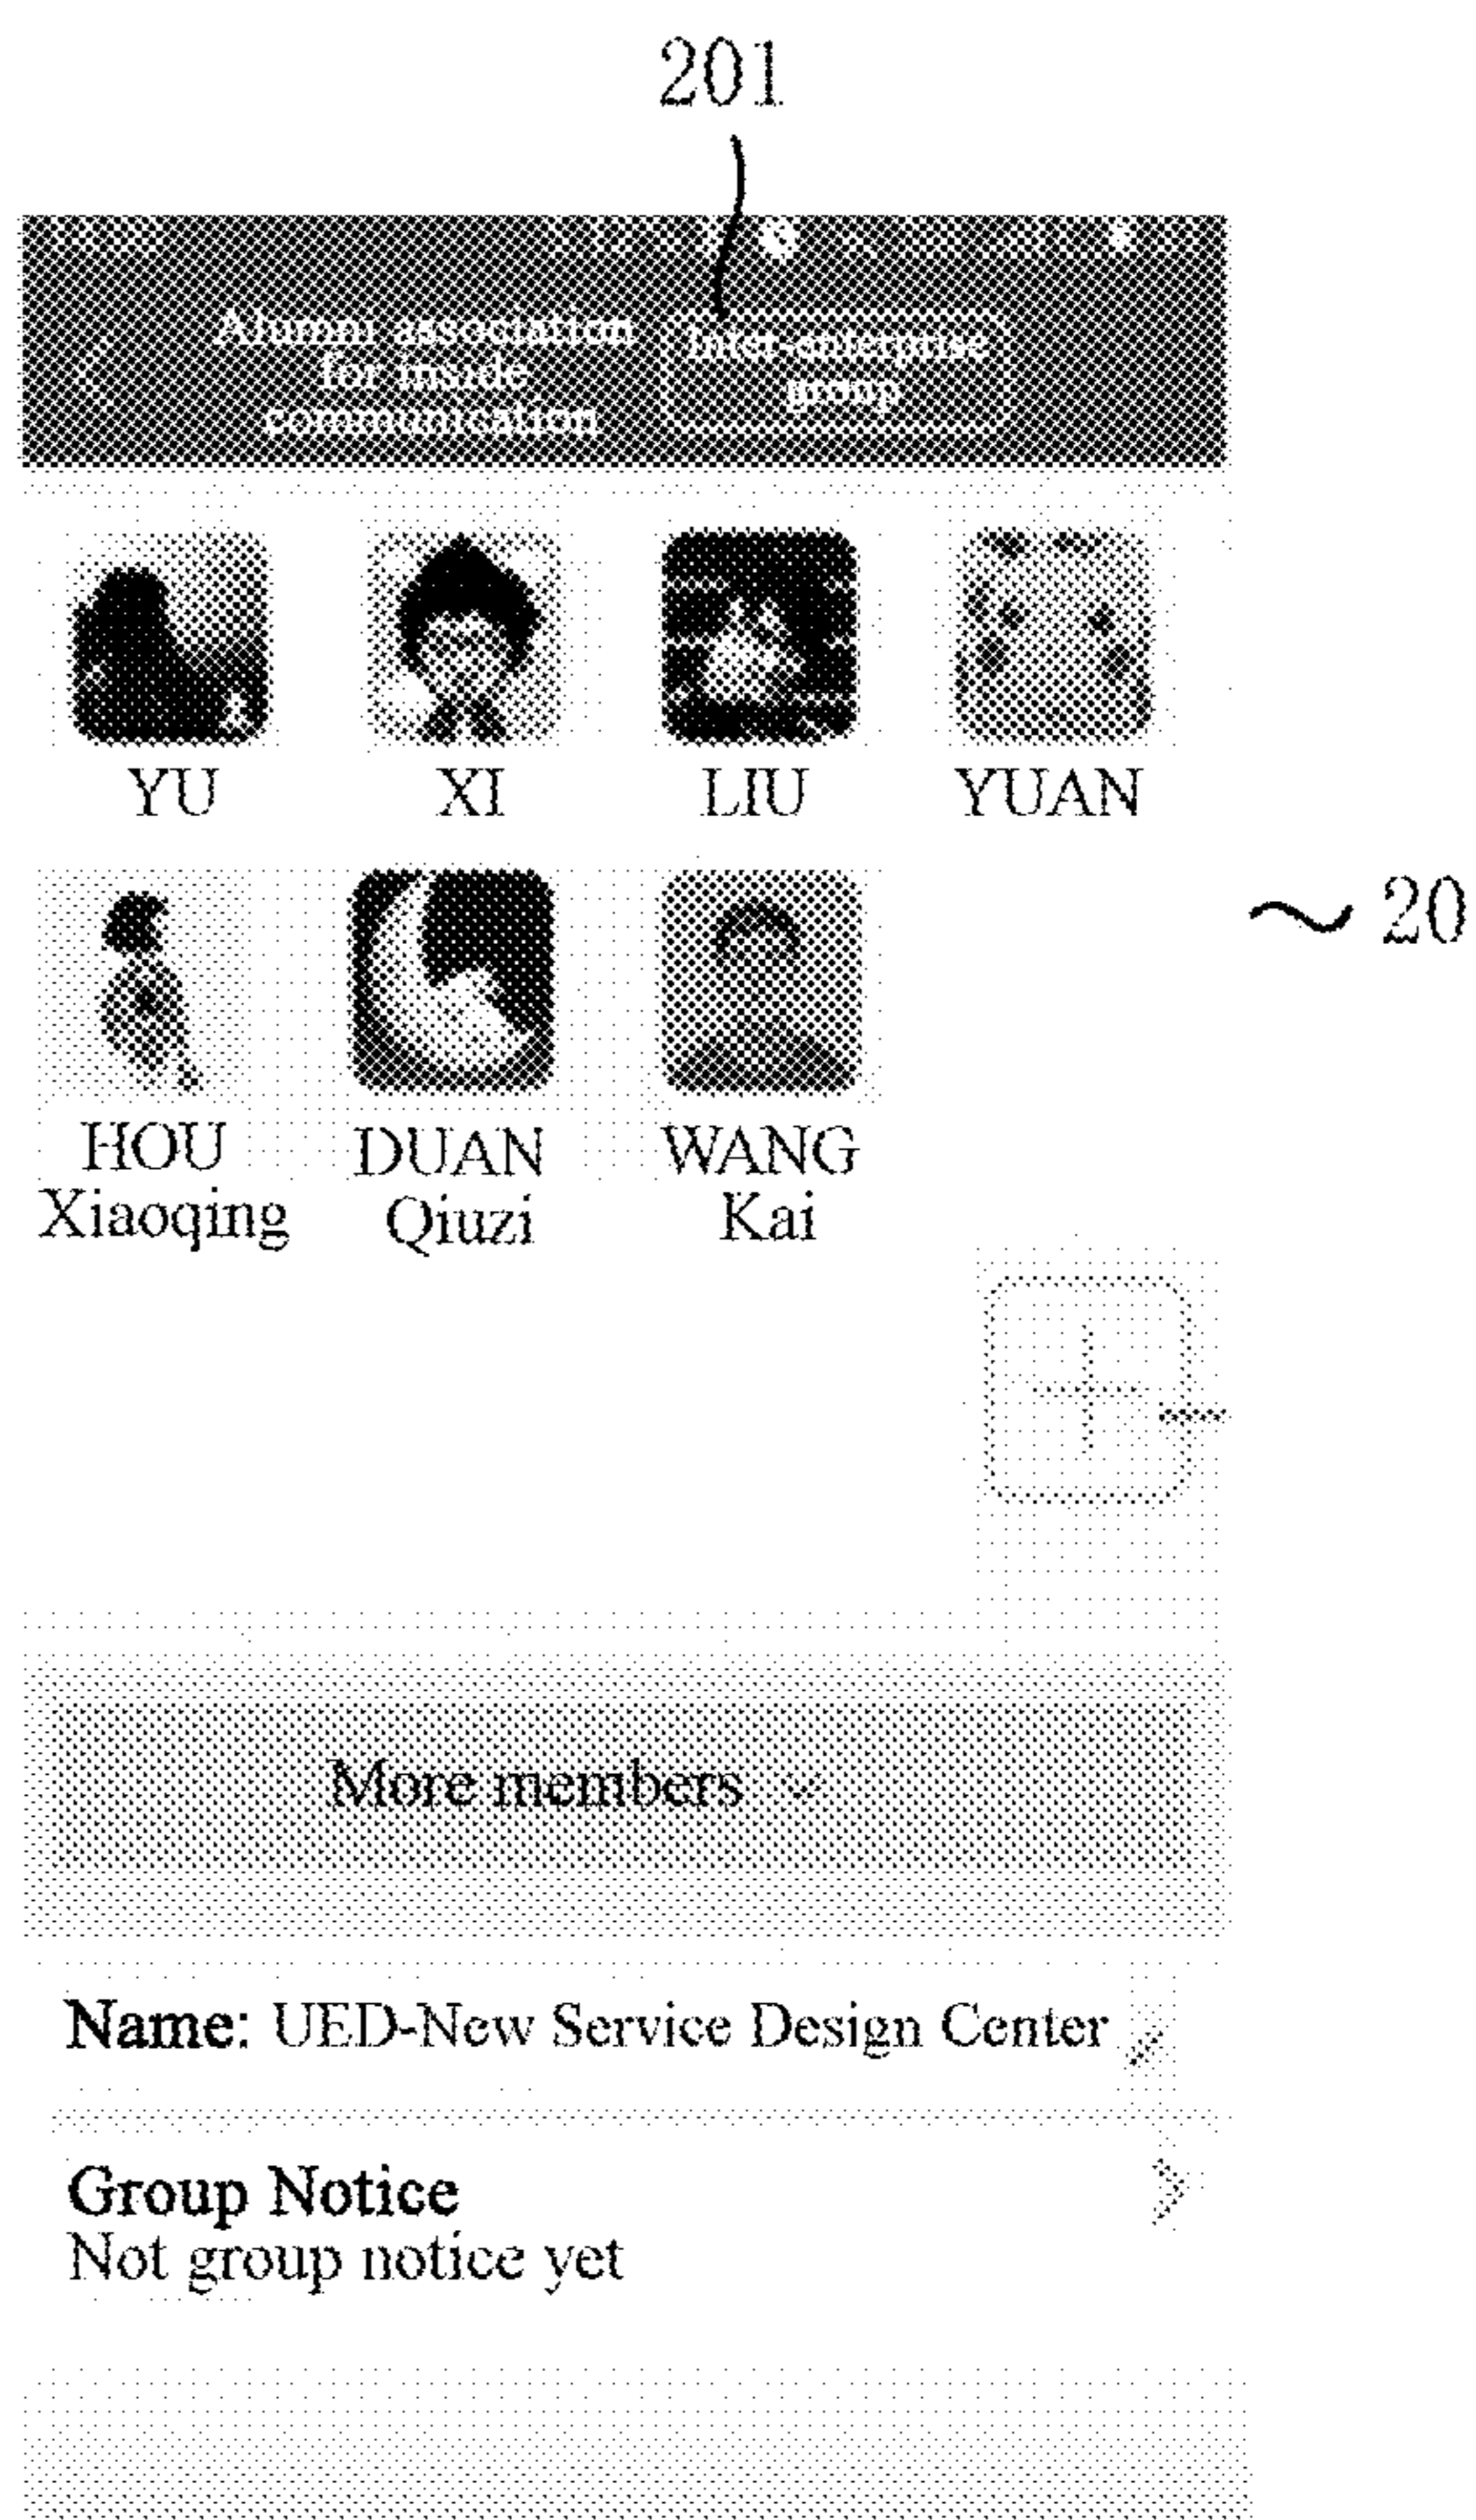 201
Alumni association
for inside
communication
Inter-enterprise
group
YU XI LIU YUAN
20
HOU DUAN WANG
Xiaoqing Qiuzi Kai
More members
Name: UED-New Service Design Center
Group Notice
Not group notice yet